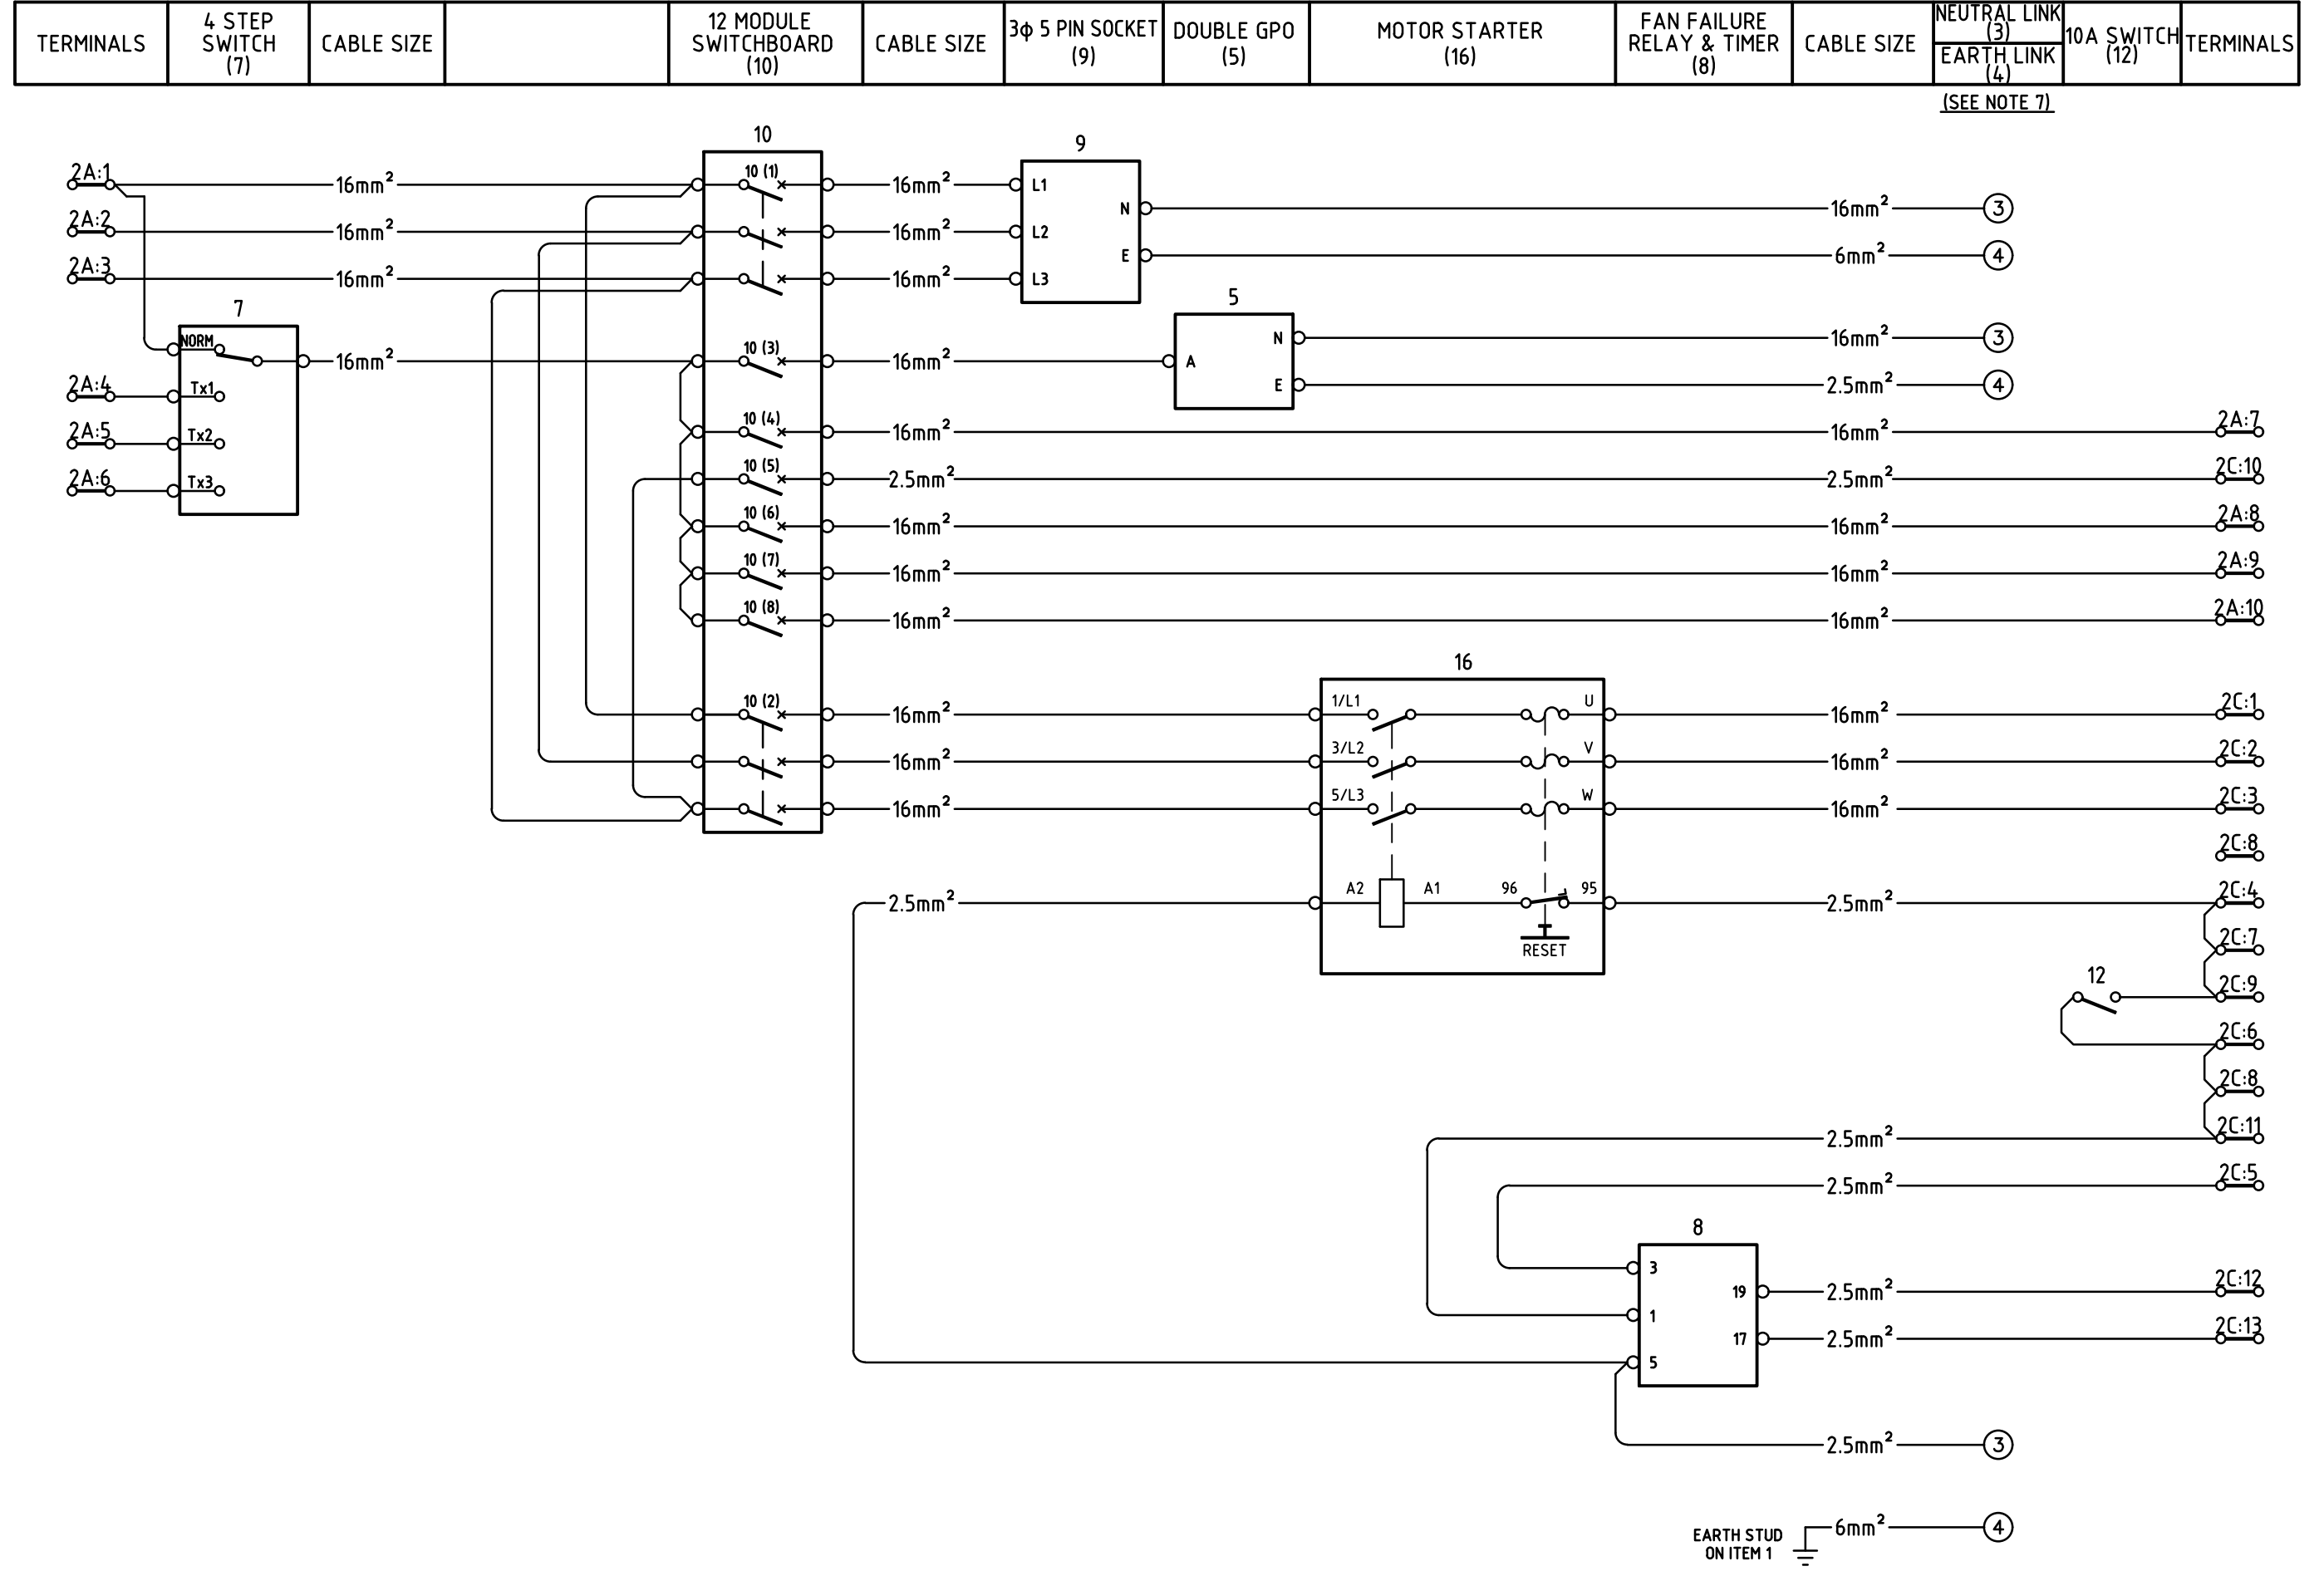 TERMINALS
4 STEP
SWITCH
(7)
CABLE SIZE
12 MODULE
SWITCHBOARD
(10)
CABLE SIZE
3ϕ 5 PIN SOCKET
(9)
DOUBLE GPO
(5)
MOTOR STARTER
(16)
FAN FAILURE
RELAY & TIMER
(8)
CABLE SIZE
NEUTRAL LINK
(3)
EARTH LINK
(4)
10A SWITCH
(12)
TERMINALS
(SEE NOTE 7)
10
9
2A:1 16mm² 10 (1) 16mm² L1
N 16mm² 3
2A:2 16mm² 16mm² L2
E 6mm² 4
2A:3 16mm² 16mm² L3
7
5
NORM
N 16mm² 3
16mm² 10 (3) 16mm² A
2A:4 Tx1
E 2.5mm² 4
10 (4) 16mm² 16mm² 2A:7
2A:5 Tx2
10 (5) 2.5mm² 2.5mm² 2C:10
2A:6 Tx3
10 (6) 16mm² 16mm² 2A:8
10 (7) 16mm² 16mm² 2A:9
10 (8) 16mm² 16mm² 2A:10
16
10 (2) 16mm² 1/L1 U 16mm² 2C:1
16mm² 3/L2 V 16mm² 2C:2
16mm² 5/L3 W 16mm² 2C:3
2C:8
2.5mm² A2 A1 96 95 2.5mm² 2C:4
RESET
2C:7
12
2C:9
2C:6
2C:8
2.5mm² 2C:11
2.5mm² 2C:5
8
3
19 2.5mm² 2C:12
1
17 2.5mm² 2C:13
5
2.5mm² 3
6mm² 4
EARTH STUD
ON ITEM 1